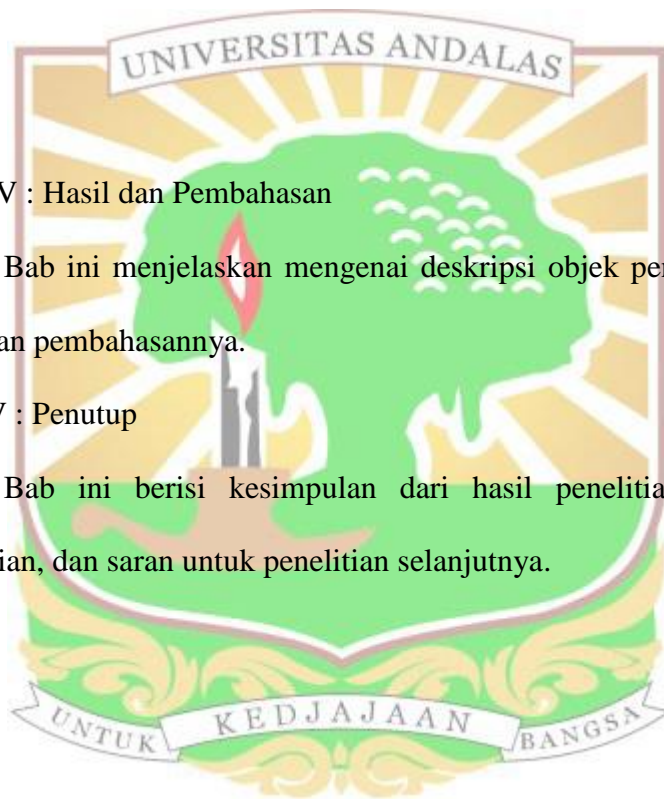 UNIVERSITAS ANDALAS
V : Hasil dan Pembahasan
Bab ini menjelaskan mengenai deskripsi objek pen
an pembahasannya.
V : Penutup
Bab ini berisi kesimpulan dari hasil penelitia
ian, dan saran untuk penelitian selanjutnya.
UNTUK KEDJAJAAN BANGSA